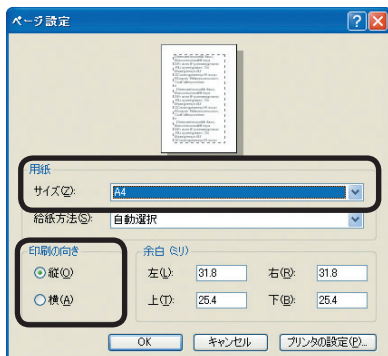 ページ設定
用紙
サイズ(Z): A4
給紙方法(S): 自動選択
印刷の向き
縦(O)
横(A)
余白 (ミリ)
左(L): 31.8 右(R): 31.8
上(T): 25.4 下(B): 25.4
OK キャンセル プリンタの設定(P)...